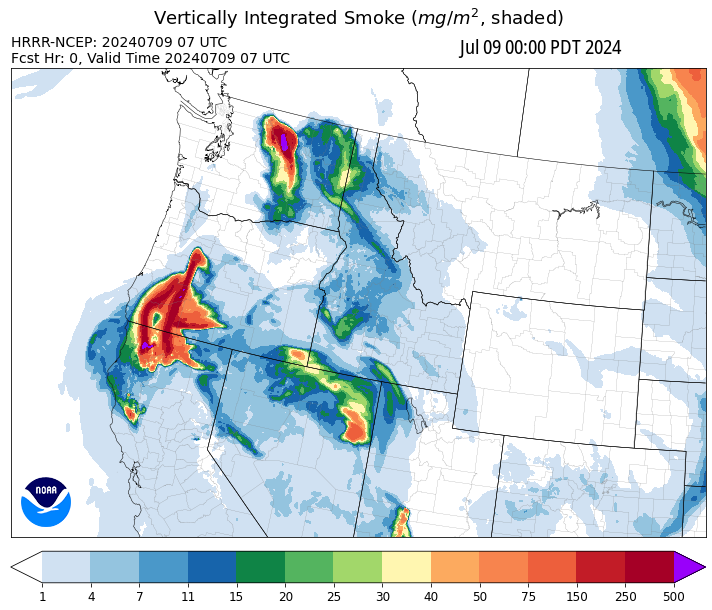 Vertically Integrated Smoke (mg/m², shaded)
HRRR-NCEP: 20240709 07 UTC
Fcst Hr: 0, Valid Time 20240709 07 UTC
Jul 09 00:00 PDT 2024
NOAA
1 4 7 11 15 20 25 30 40 50 75 150 250 500